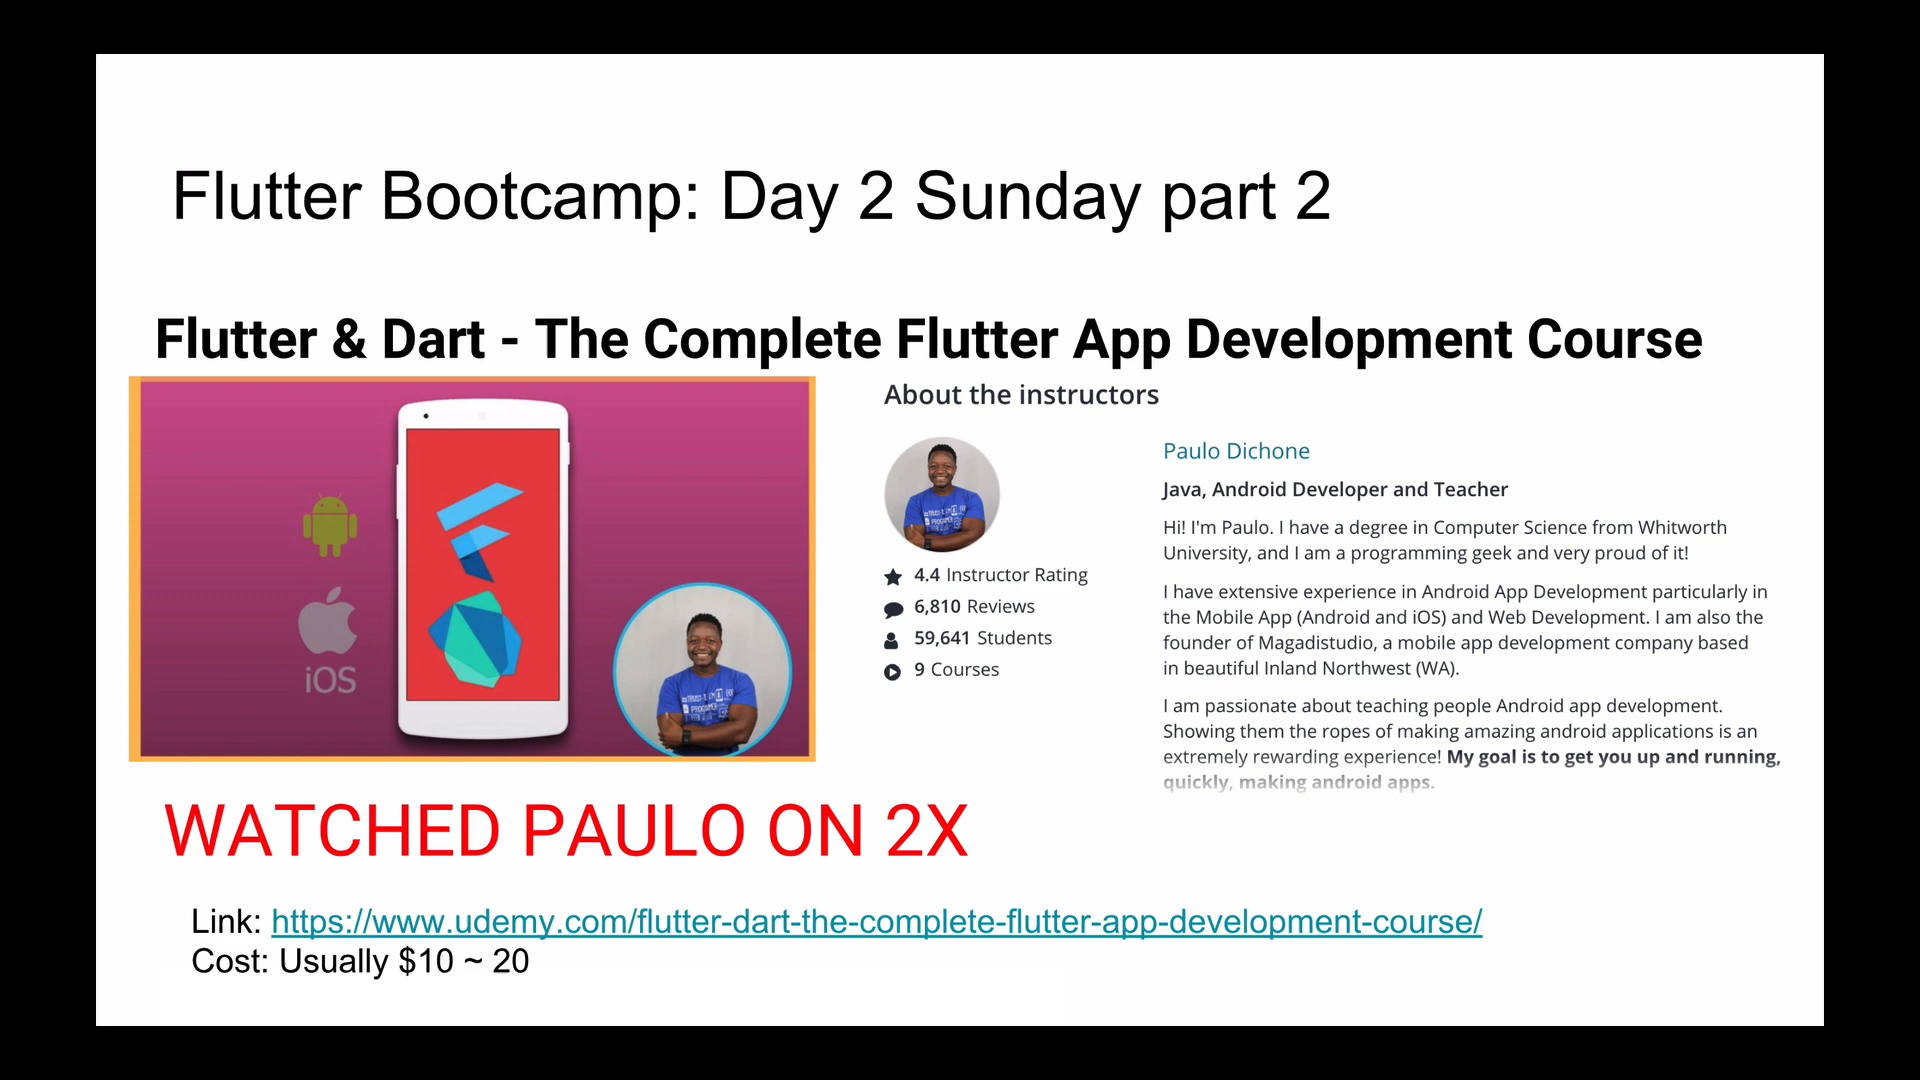 Flutter Bootcamp: Day 2 Sunday part 2
Flutter & Dart - The Complete Flutter App Development Course
iOS
About the instructors
4.4 Instructor Rating
6,810 Reviews
59,641 Students
9 Courses
Paulo Dichone
Java, Android Developer and Teacher
Hi! I'm Paulo. I have a degree in Computer Science from Whitworth
University, and I am a programming geek and very proud of it!
I have extensive experience in Android App Development particularly in
the Mobile App (Android and iOS) and Web Development. I am also the
founder of Magadistudio, a mobile app development company based
in beautiful Inland Northwest (WA).
I am passionate about teaching people Android app development.
Showing them the ropes of making amazing android applications is an
extremely rewarding experience! My goal is to get you up and running,
quickly, making android apps.
WATCHED PAULO ON 2X
Link: https://www.udemy.com/flutter-dart-the-complete-flutter-app-development-course/
Cost: Usually $10 ~ 20